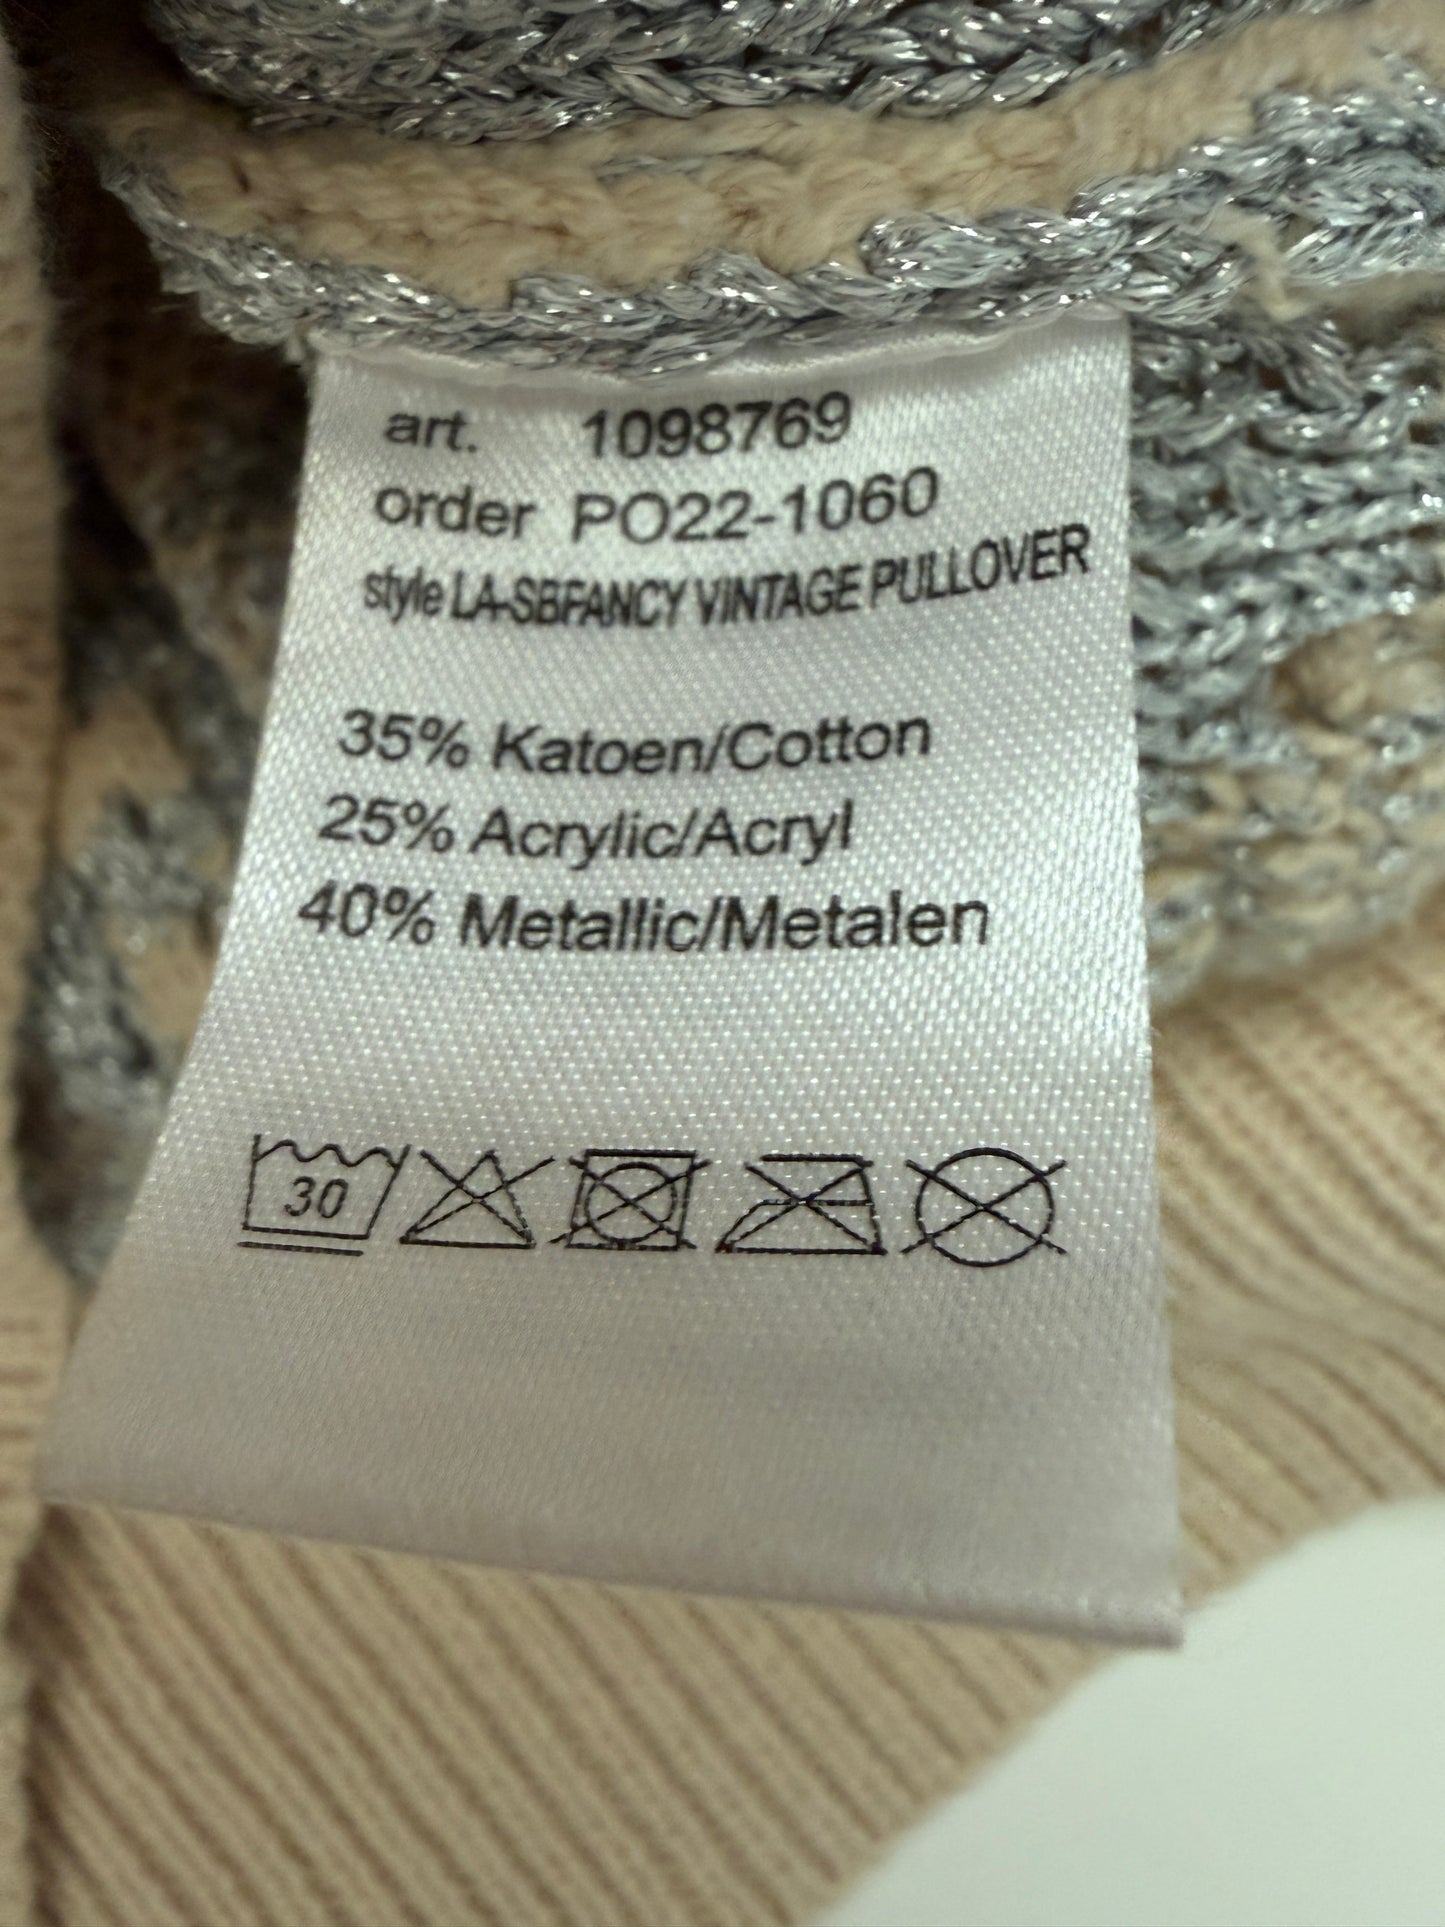 art. 1098769
order PO22-1060
style LA-SBFANCY VINTAGE PULLOVER
35% Katoen/Cotton
25% Acrylic/Acryl
40% Metallic/Metalen
30